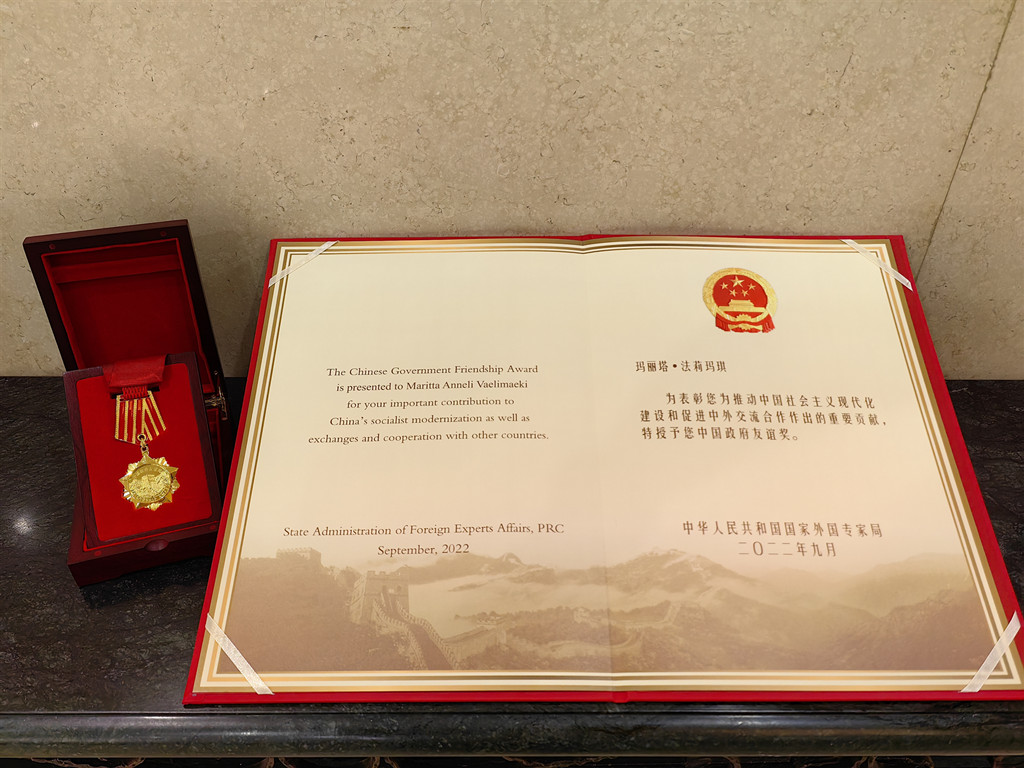 The Chinese Government Friendship Award
is presented to Maritta Anneli Vaelimaeki
for your important contribution to
China's socialist modernization as well as
exchanges and cooperation with other countries.
State Administration of Foreign Experts Affairs, PRC
September, 2022
玛丽塔•法莉玛琪
为表彰您为推动中国社会主义现代化
建设和促进中外交流合作作出的重要贡献，
特授予您中国政府友谊奖。
中华人民共和国国家外国专家局
二〇二二年九月